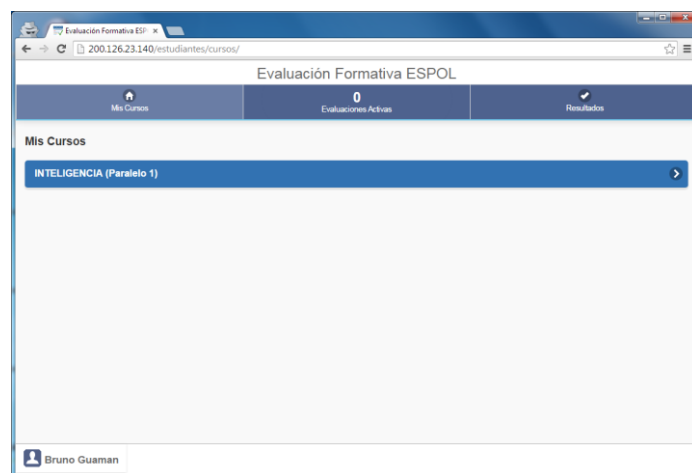 Evaluación Formativa ESP
200.126.23.140/estudiantes/cursos/
Evaluación Formativa ESPOL
Mis Cursos
0
Evaluaciones Activas
Resultados
Mis Cursos
INTELIGENCIA (Paralelo 1)
Bruno Guaman